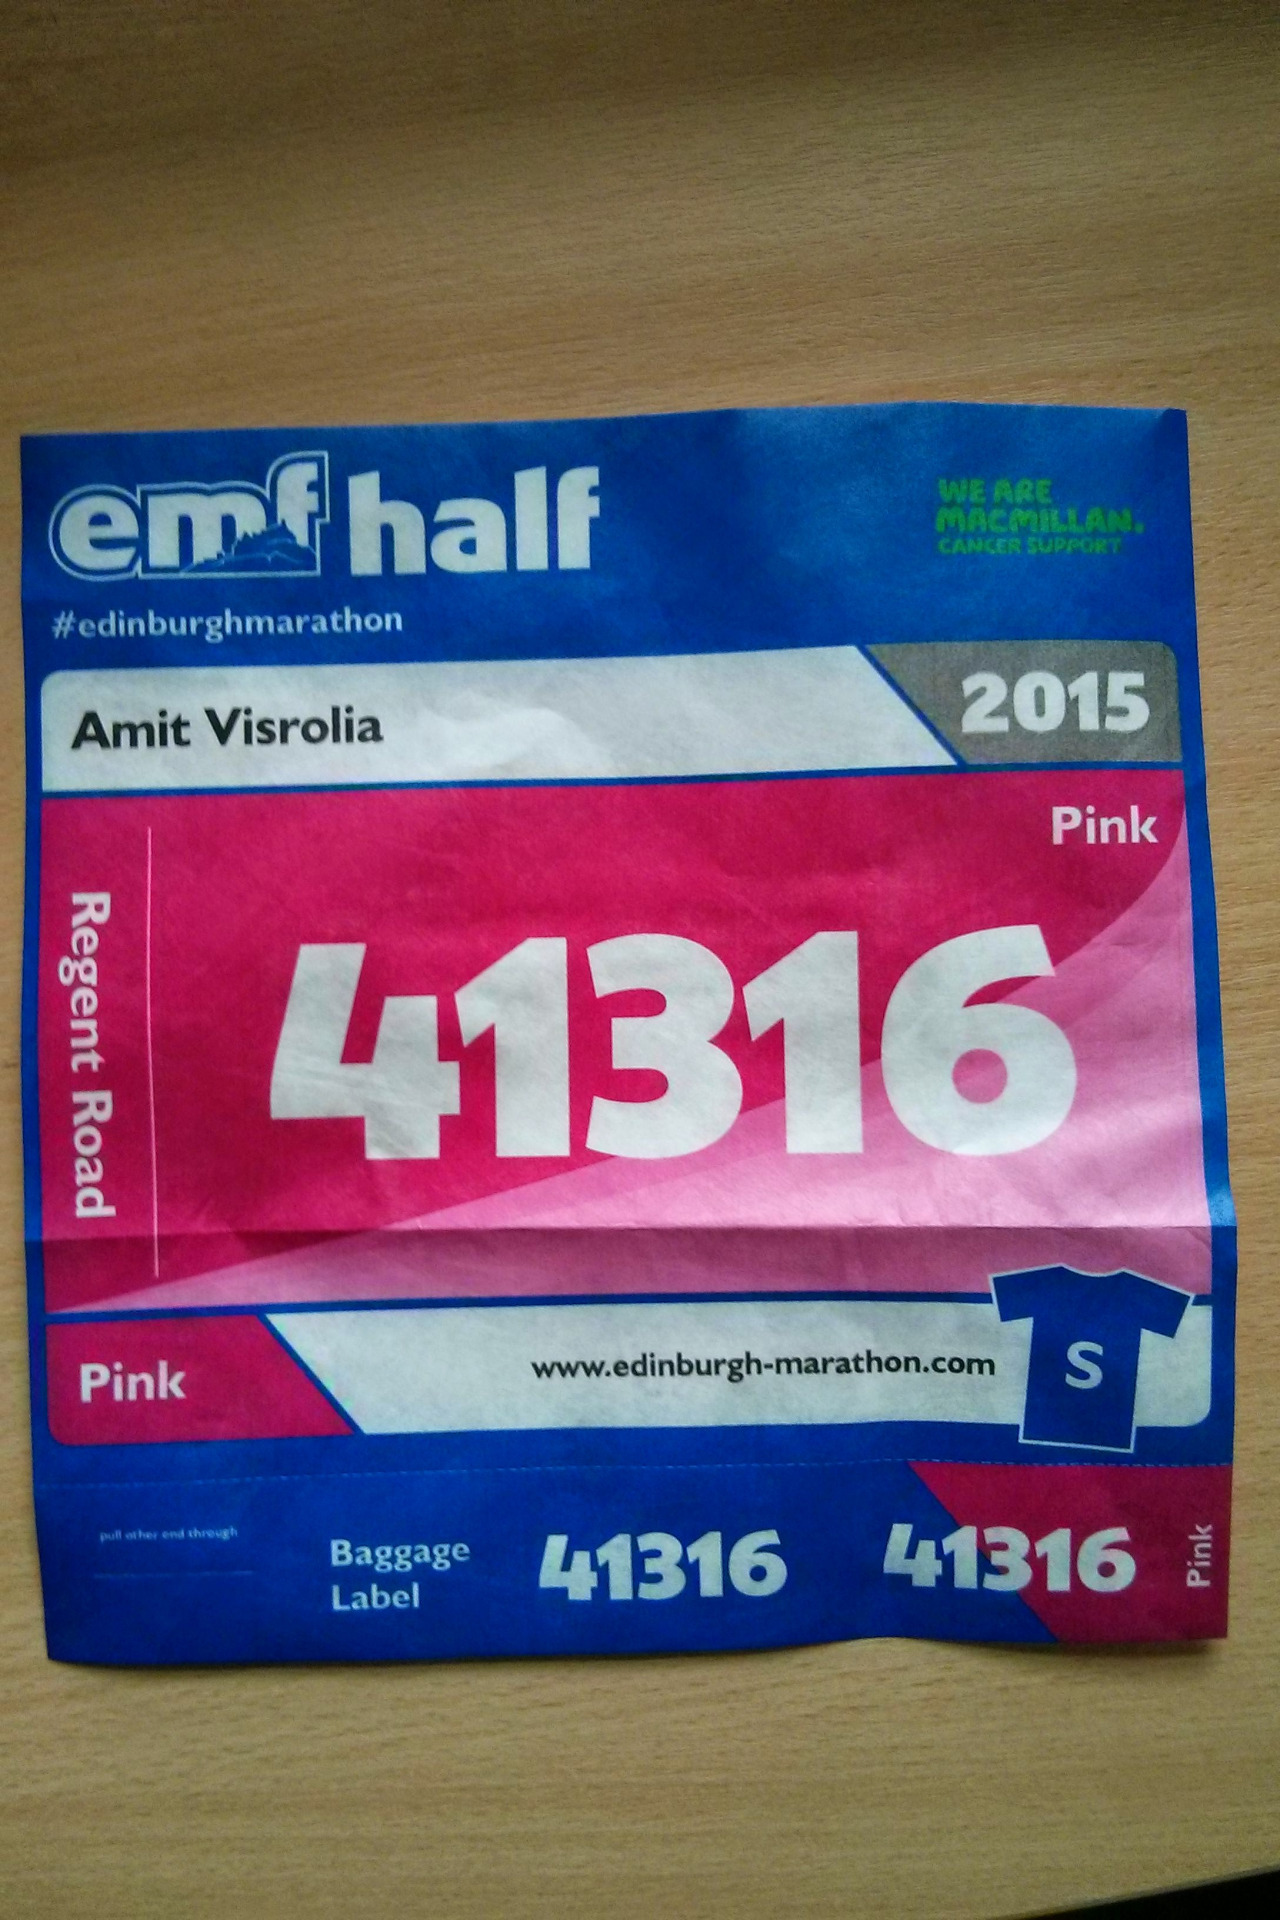 emf half
WE ARE
MACMILLAN.
CANCER SUPPORT
#edinburghmarathon
Amit Visrolia
2015
Pink
Regent Road
41316
Pink
www.edinburgh-marathon.com
S
pull other end through
Baggage
Label
41316
41316
Pink